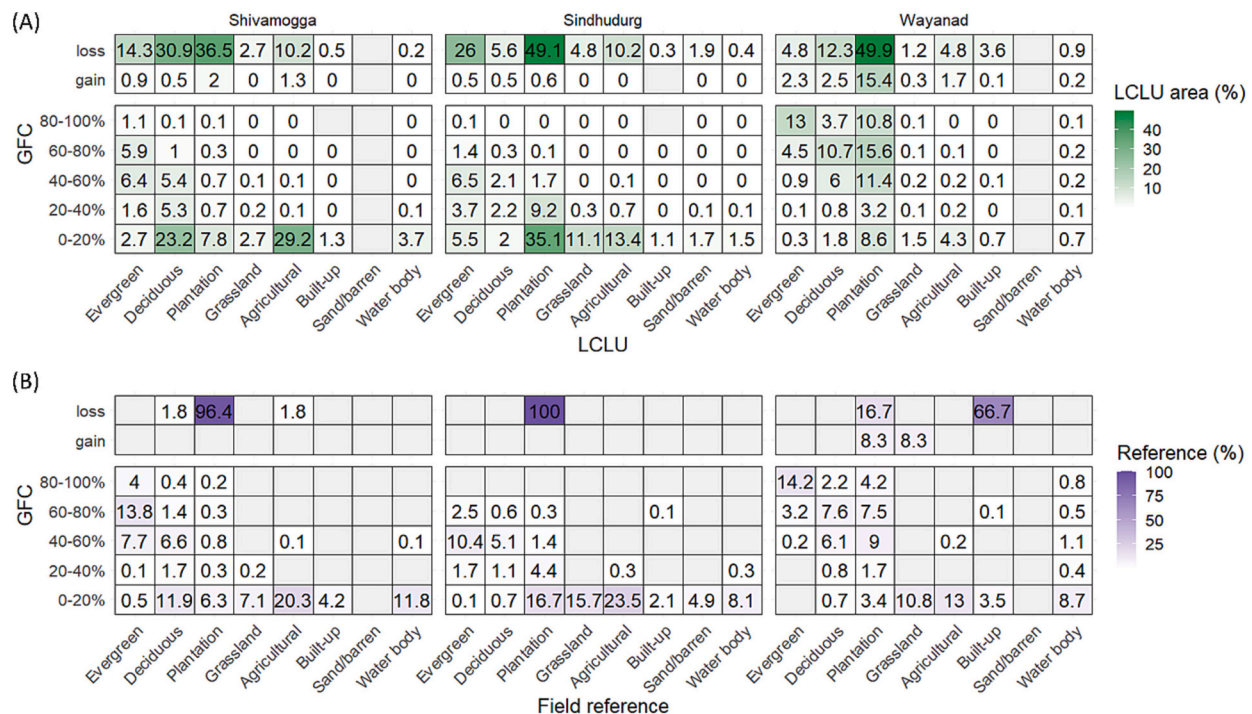 (A)
Shivamogga Sindhudurg Wayanad
loss 14.3 30.9 36.5 2.7 10.2 0.5 0.2 26 5.6 49.1 4.8 10.2 0.3 1.9 0.4 4.8 12.3 49.9 1.2 4.8 3.6 0.9
gain 0.9 0.5 2 0 1.3 0 0.5 0.5 0.6 0 0 0 0 2.3 2.5 15.4 0.3 1.7 0.1 0.2
80-100% 1.1 0.1 0.1 0 0 0 0.1 0 0 0 0 0 0 13 3.7 10.8 0.1 0 0 0.1
60-80% 5.9 1 0.3 0 0 0 0 1.4 0.3 0.1 0 0 0 0 0 4.5 10.7 15.6 0.1 0.1 0 0.2
40-60% 6.4 5.4 0.7 0.1 0.1 0 0 6.5 2.1 1.7 0 0.1 0 0 0 0.9 6 11.4 0.2 0.2 0 0.2
20-40% 1.6 5.3 0.7 0.2 0.1 0 0.1 3.7 2.2 9.2 0.3 0.7 0 0.1 0.1 0.1 0.8 3.2 0.1 0.1 0 0.1
0-20% 2.7 23.2 7.8 2.7 29.2 1.3 3.7 5.5 2 35.1 11.1 13.4 1.1 1.7 1.5 0.3 1.8 8.6 1.5 4.3 0.7 0.7
GFC
Evergreen Deciduous Plantation Grassland Agricultural Built-up Sand/barren Water body Evergreen Deciduous Plantation Grassland Agricultural Built-up Sand/barren Water body Evergreen Deciduous Plantation Grassland Agricultural Built-up Sand/barren Water body
LCLU
LCLU area (%)
40
30
20
10
(B)
loss 1.8 96.4 1.8 100 16.7 66.7
gain 8.3 8.3
80-100% 4 0.4 0.2 14.2 2.2 4.2 0.8
60-80% 13.8 1.4 0.3 2.5 0.6 0.3 0.1 3.2 7.6 7.5 0.1 0.5
40-60% 7.7 6.6 0.8 0.1 0.1 10.4 5.1 1.4 0.2 6.1 9 0.2 1.1
20-40% 0.1 1.7 0.3 0.2 1.7 1.1 4.4 0.3 0.3 0.8 1.7 0.4
0-20% 0.5 11.9 6.3 7.1 20.3 4.2 11.8 0.1 0.7 16.7 15.7 23.5 2.1 4.9 8.1 0.7 3.4 10.8 13 3.5 8.7
GFC
Evergreen Deciduous Plantation Grassland Agricultural Built-up Sand/barren Water body Evergreen Deciduous Plantation Grassland Agricultural Built-up Sand/barren Water body Evergreen Deciduous Plantation Grassland Agricultural Built-up Sand/barren Water body
Field reference
Reference (%)
100
75
50
25